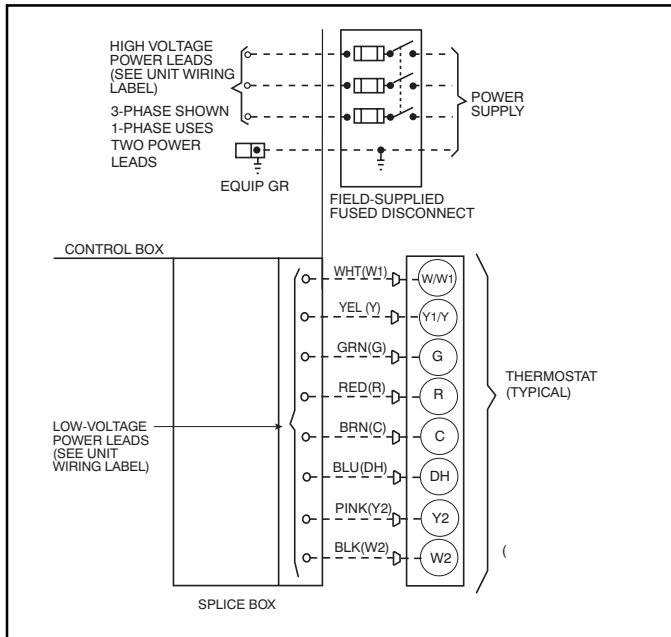 HIGH VOLTAGE
POWER LEADS
(SEE UNIT WIRING
LABEL)
3-PHASE SHOWN
1-PHASE USES
TWO POWER
LEADS
EQUIP GR
POWER
SUPPLY
FIELD-SUPPLIED
FUSED DISCONNECT
CONTROL BOX
WHT(W1)
W/W1
YEL (Y)
Y1/Y
GRN(G)
G
RED(R)
R
THERMOSTAT
(TYPICAL)
LOW-VOLTAGE
POWER LEADS
(SEE UNIT
WIRING LABEL)
BRN(C)
C
BLU(DH)
DH
PINK(Y2)
Y2
BLK(W2)
W2
(
SPLICE BOX